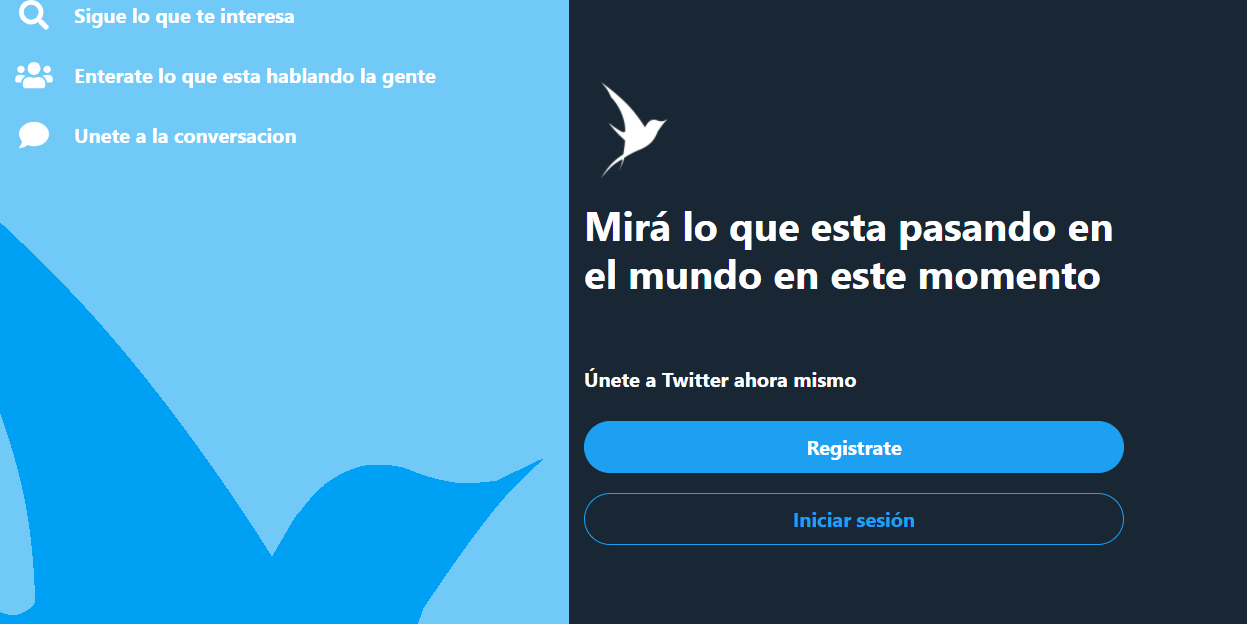 Sigue lo que te interesa
Enterate lo que esta hablando la gente
Unete a la conversacion
Mirá lo que esta pasando en
el mundo en este momento
Únete a Twitter ahora mismo
Registrate
Iniciar sesión